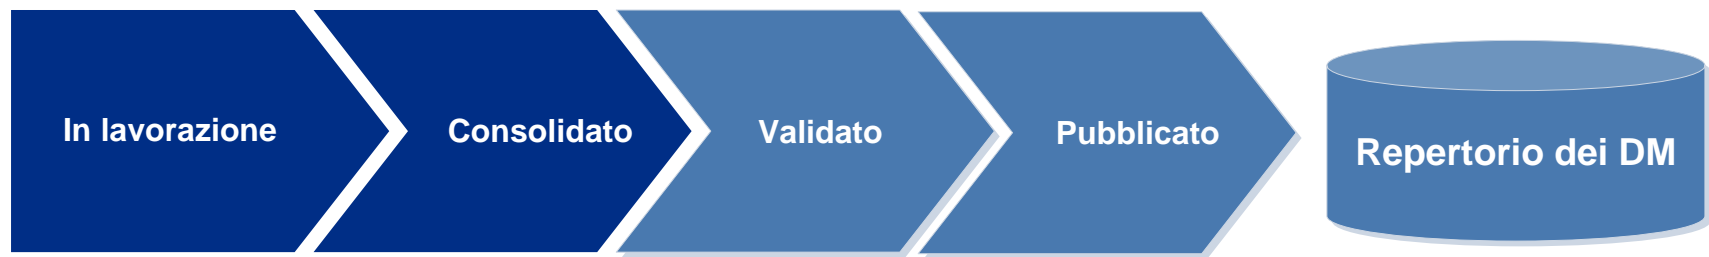 In lavorazione
Consolidato
Validato
Pubblicato
Repertorio dei DM